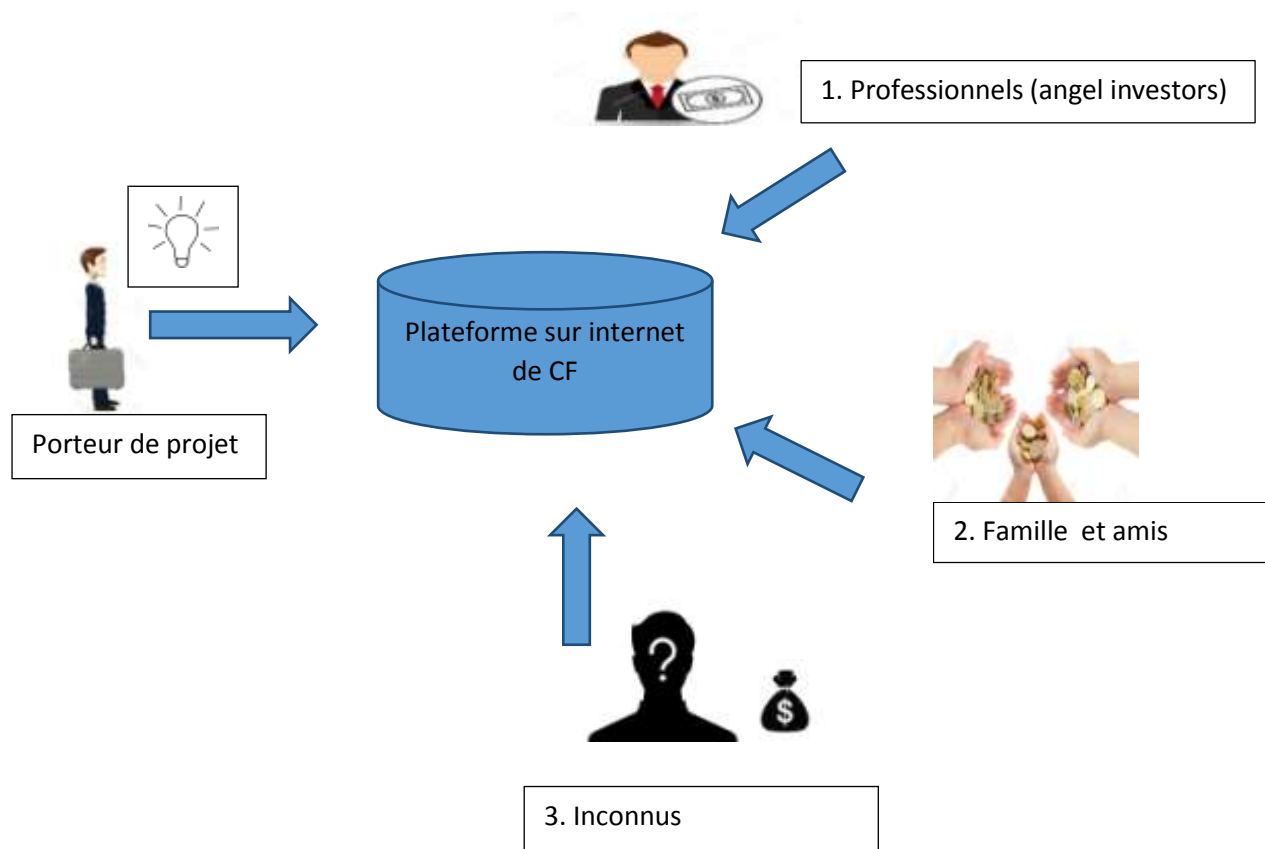 1. Professionnels (angel investors)
Plateforme sur internet
de CF
Porteur de projet
2. Famille et amis
?
$
3. Inconnus